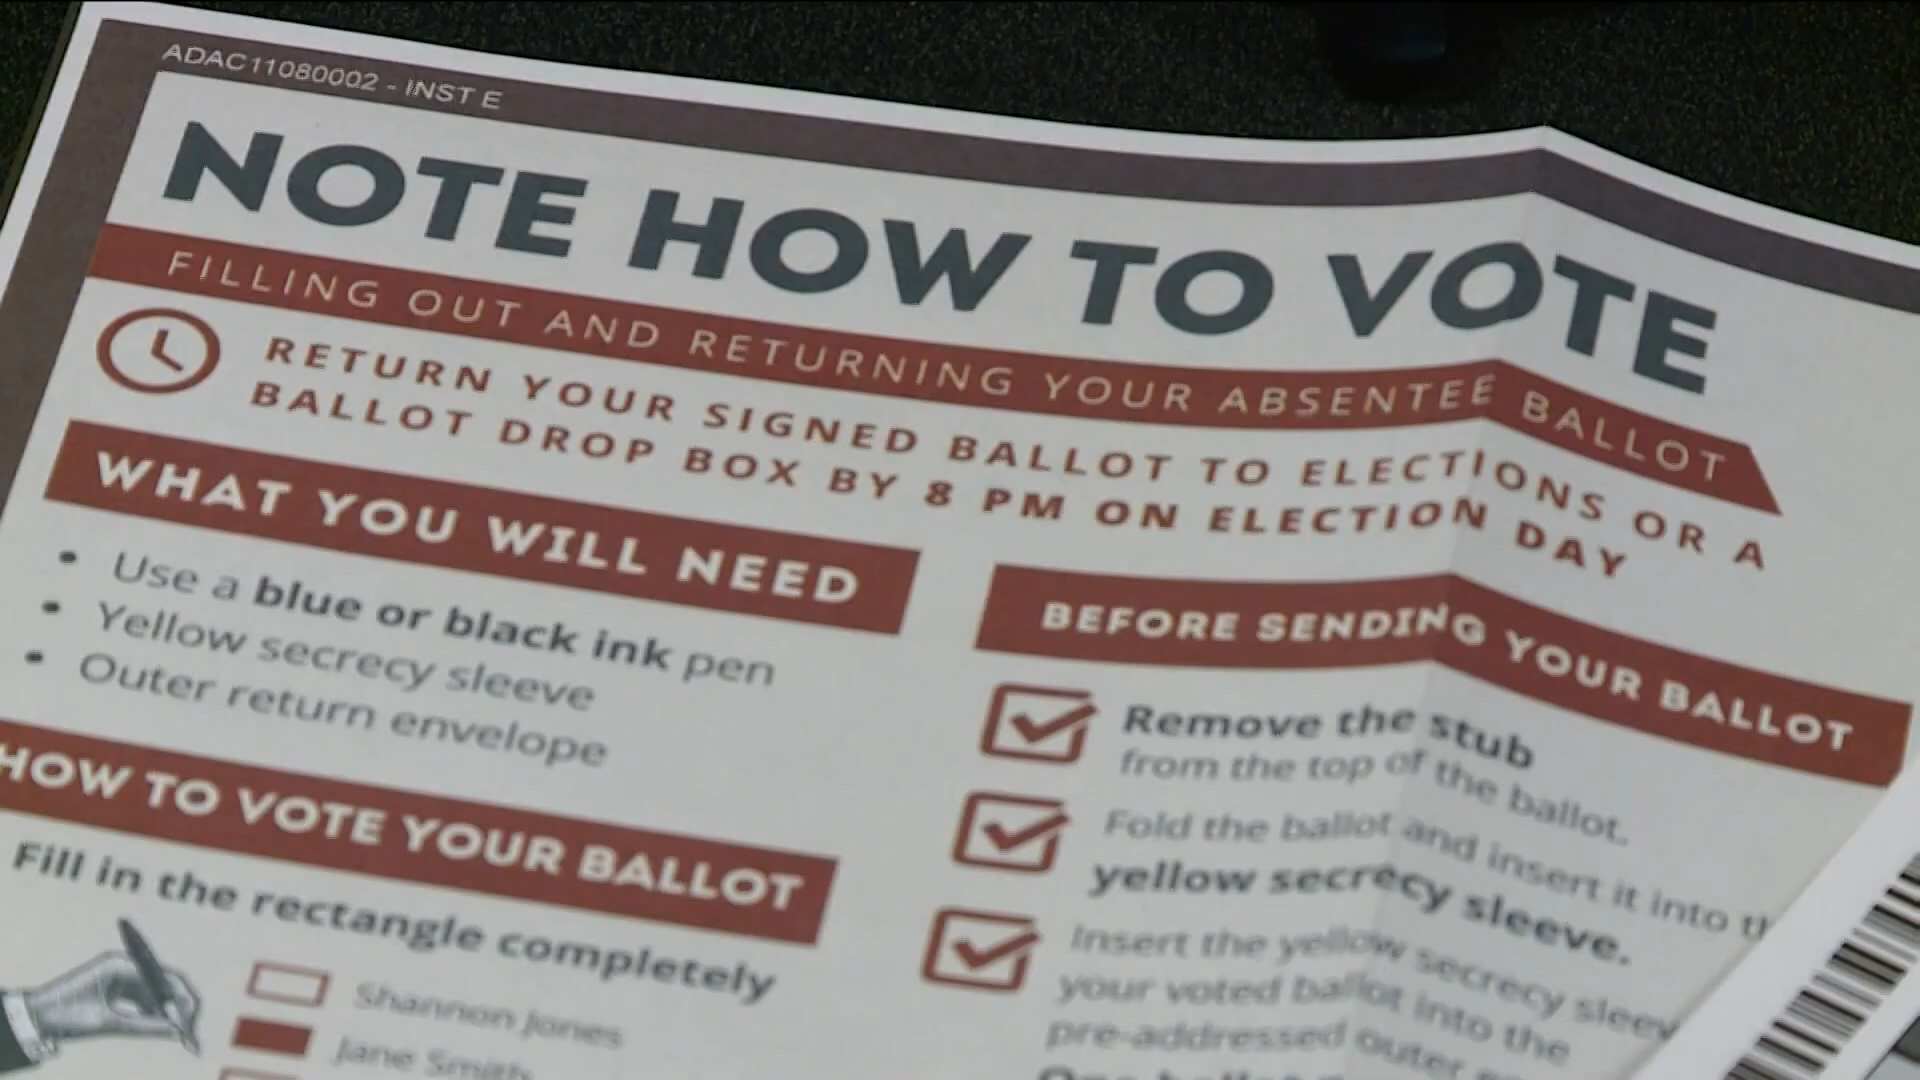 ADAC11080002 - INST E
NOTE HOW TO VOTE
FILLING OUT AND RETURNING YOUR ABSENTEE BALLOT
RETURN YOUR SIGNED BALLOT TO ELECTIONS OR A
BALLOT DROP BOX BY 8 PM ON ELECTION DAY
WHAT YOU WILL NEED
• Use a blue or black ink pen
• Yellow secrecy sleeve
• Outer return envelope
HOW TO VOTE YOUR BALLOT
Fill in the rectangle completely
Shannon Jones
Jane Smith
BEFORE SENDING YOUR BALLOT
Remove the stub
from the top of the ballot.
Fold the ballot and insert it into
yellow secrecy sleeve.
Insert the yellow secrecy
your voted ballot into the
pre-addressed outer